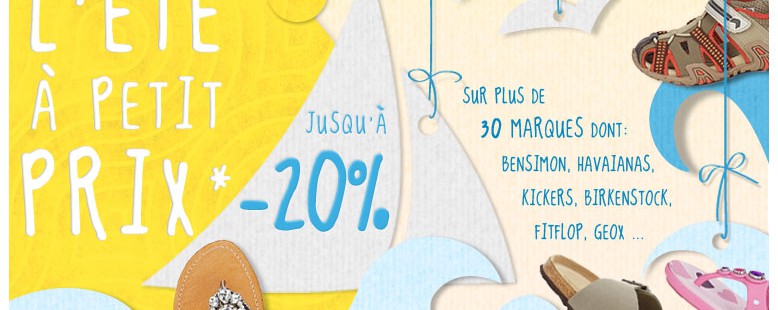 L'ÉTÉ
À PETIT
PRIX*
JUSQU'À
-20%
SUR PLUS DE
30 MARQUES DONT:
BENSIMON, HAVAIANAS,
KICKERS, BIRKENSTOCK,
FITFLOP, GEOX ...